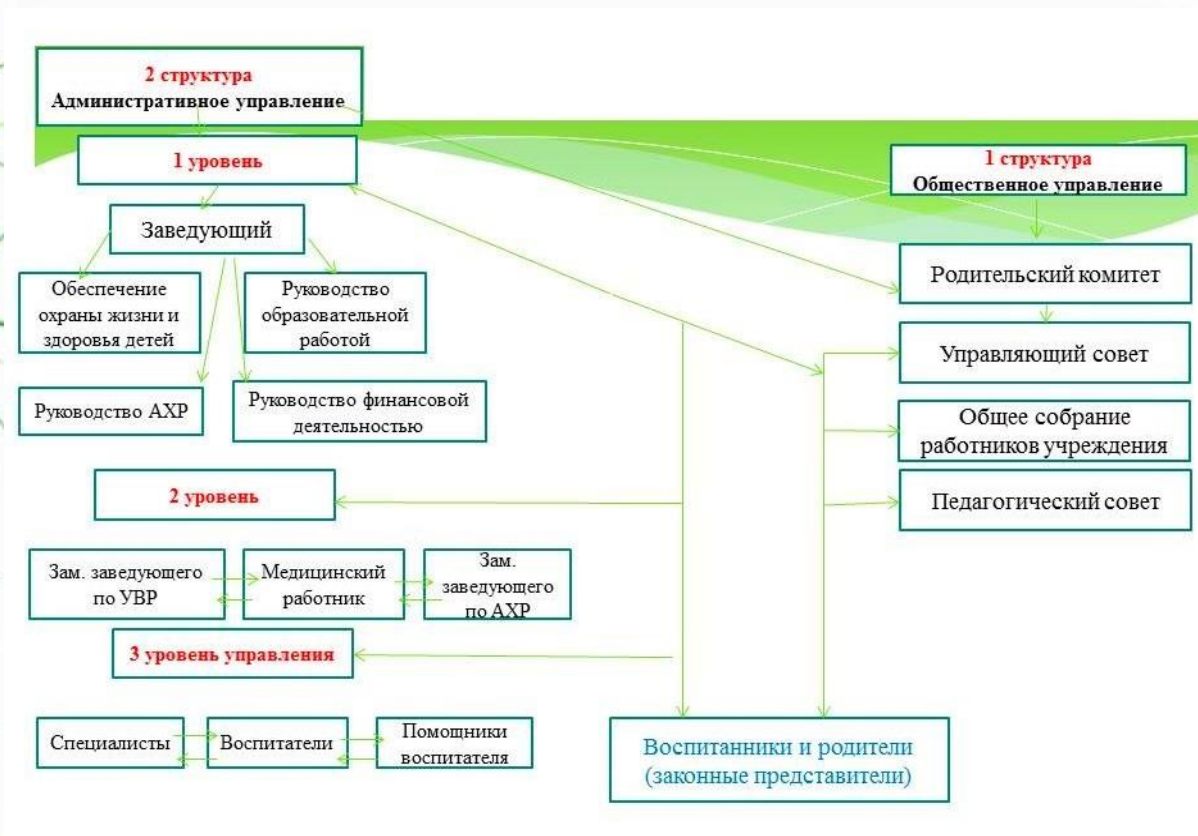 2 структура
Административное управление
1 уровень
Заведующий
Обеспечение
охраны жизни и
здоровья детей
Руководство
образовательной
работой
Руководство АХР
Руководство финансовой
деятельностью
2 уровень
Зам. заведующего
по УВР
Медицинский
работник
Зам.
заведующего
по АХР
3 уровень управления
Специалисты
Воспитатели
Помощники
воспитателя
1 структура
Общественное управление
Родительский комитет
Управляющий совет
Общее собрание
работников учреждения
Педагогический совет
Воспитанники и родители
(законные представители)